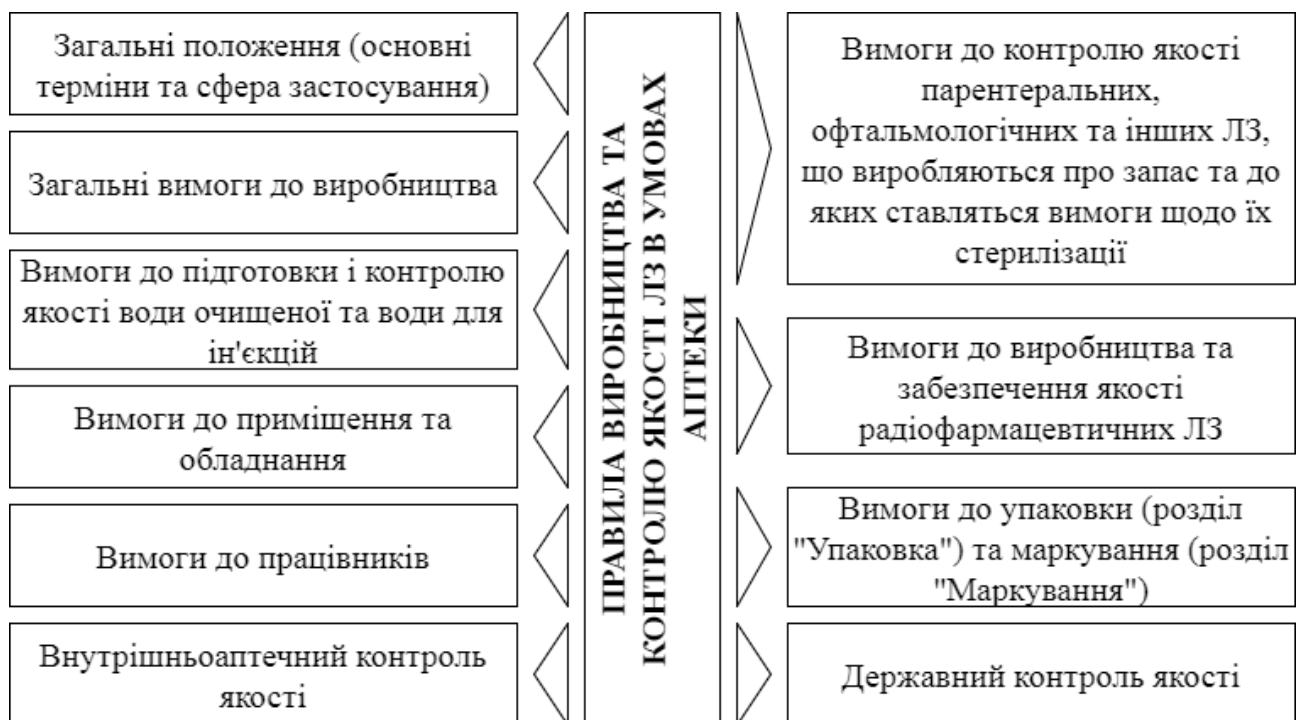 Загальні положення (основні
терміни та сфера застосування)
Загальні вимоги до виробництва
Вимоги до підготовки і контролю
якості води очищеної та води для
ін'єкцій
Вимоги до приміщення та
обладнання
Вимоги до працівників
Внутрішньоаптечний контроль
якості
ПРАВИЛА ВИРОБНИЦТВА ТА
КОНТРОЛЮ ЯКОСТІ ЛЗ В УМОВАХ
АПТЕКИ
Вимоги до контролю якості
парентеральних,
офтальмологічних та інших ЛЗ,
що виробляються про запас та до
яких ставляться вимоги щодо їх
стерилізації
Вимоги до виробництва та
забезпечення якості
радіофармацевтичних ЛЗ
Вимоги до упаковки (розділ
"Упаковка") та маркування (розділ
"Маркування")
Державний контроль якості